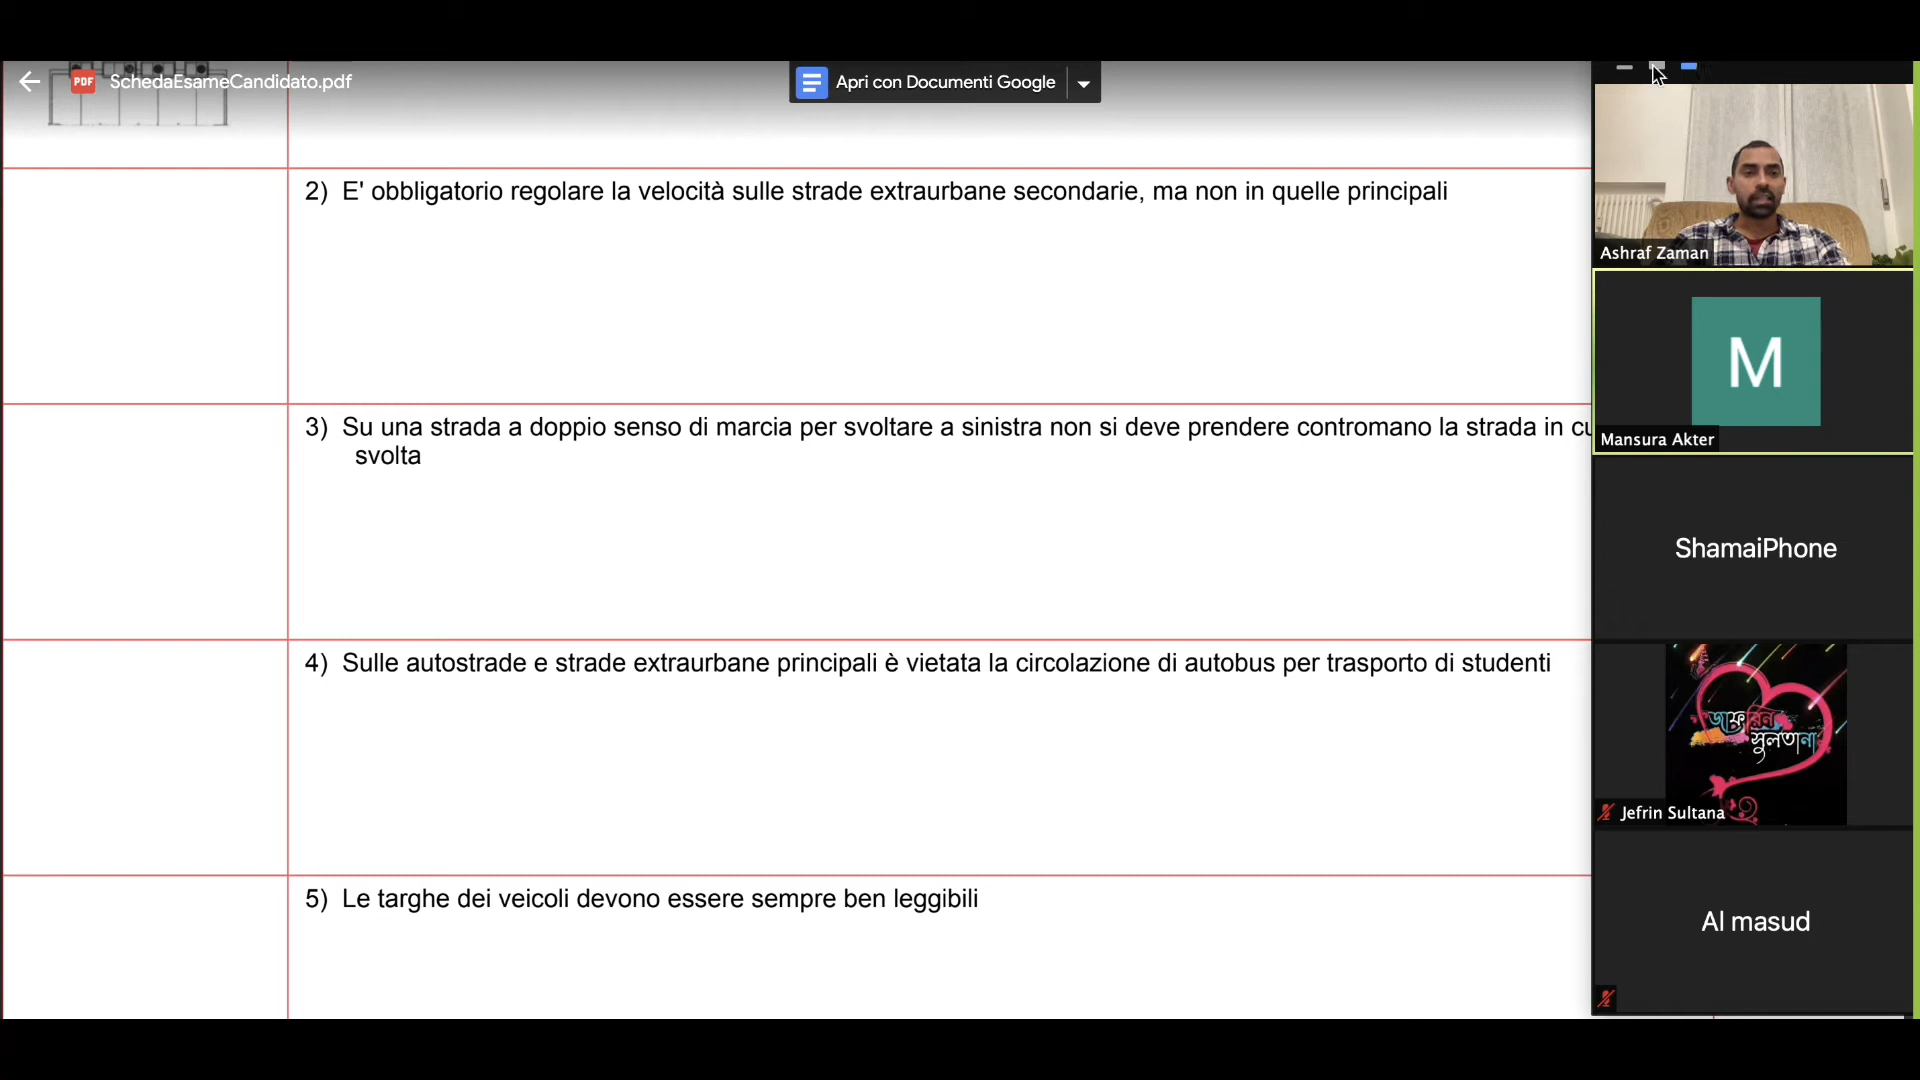 PDF SchedaEsameCandidato.pdf
Apri con Documenti Google
2) E' obbligatorio regolare la velocità sulle strade extraurbane secondarie, ma non in quelle principali
3) Su una strada a doppio senso di marcia per svoltare a sinistra non si deve prendere contromano la strada in
svolta
4) Sulle autostrade e strade extraurbane principali è vietata la circolazione di autobus per trasporto di studenti
5) Le targhe dei veicoli devono essere sempre ben leggibili
Ashraf Zaman
M
Mansura Akter
ShamaiPhone
জাফরিন
সুলতানা
Jefrin Sultana
Al masud